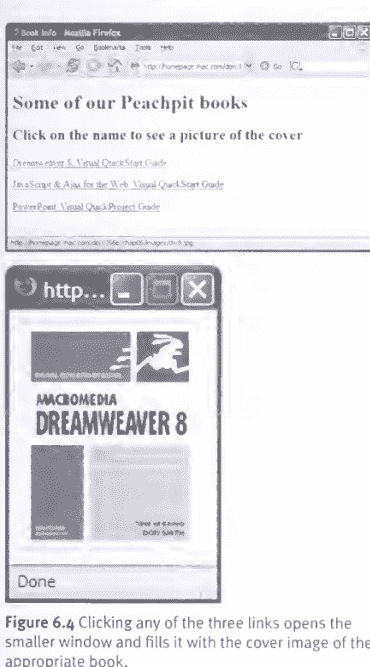 ? Book Info Mozilla Firefox
File Edit View Go Bookmarks Tools Help
Go
Some of our Peachpit books
Click on the name to see a picture of the cover
Dreamweaver 8 Visual QuickStart Guide
JavaScript & Ajax for the Web Visual QuickStart Guide
PowerPoint Visual QuickProject Guide
http...
MACROMEDIA
DREAMWEAVER 8
Done
Figure 6.4 Clicking any of the three links opens the
smaller window and fills it with the cover image of the
appropriate book.